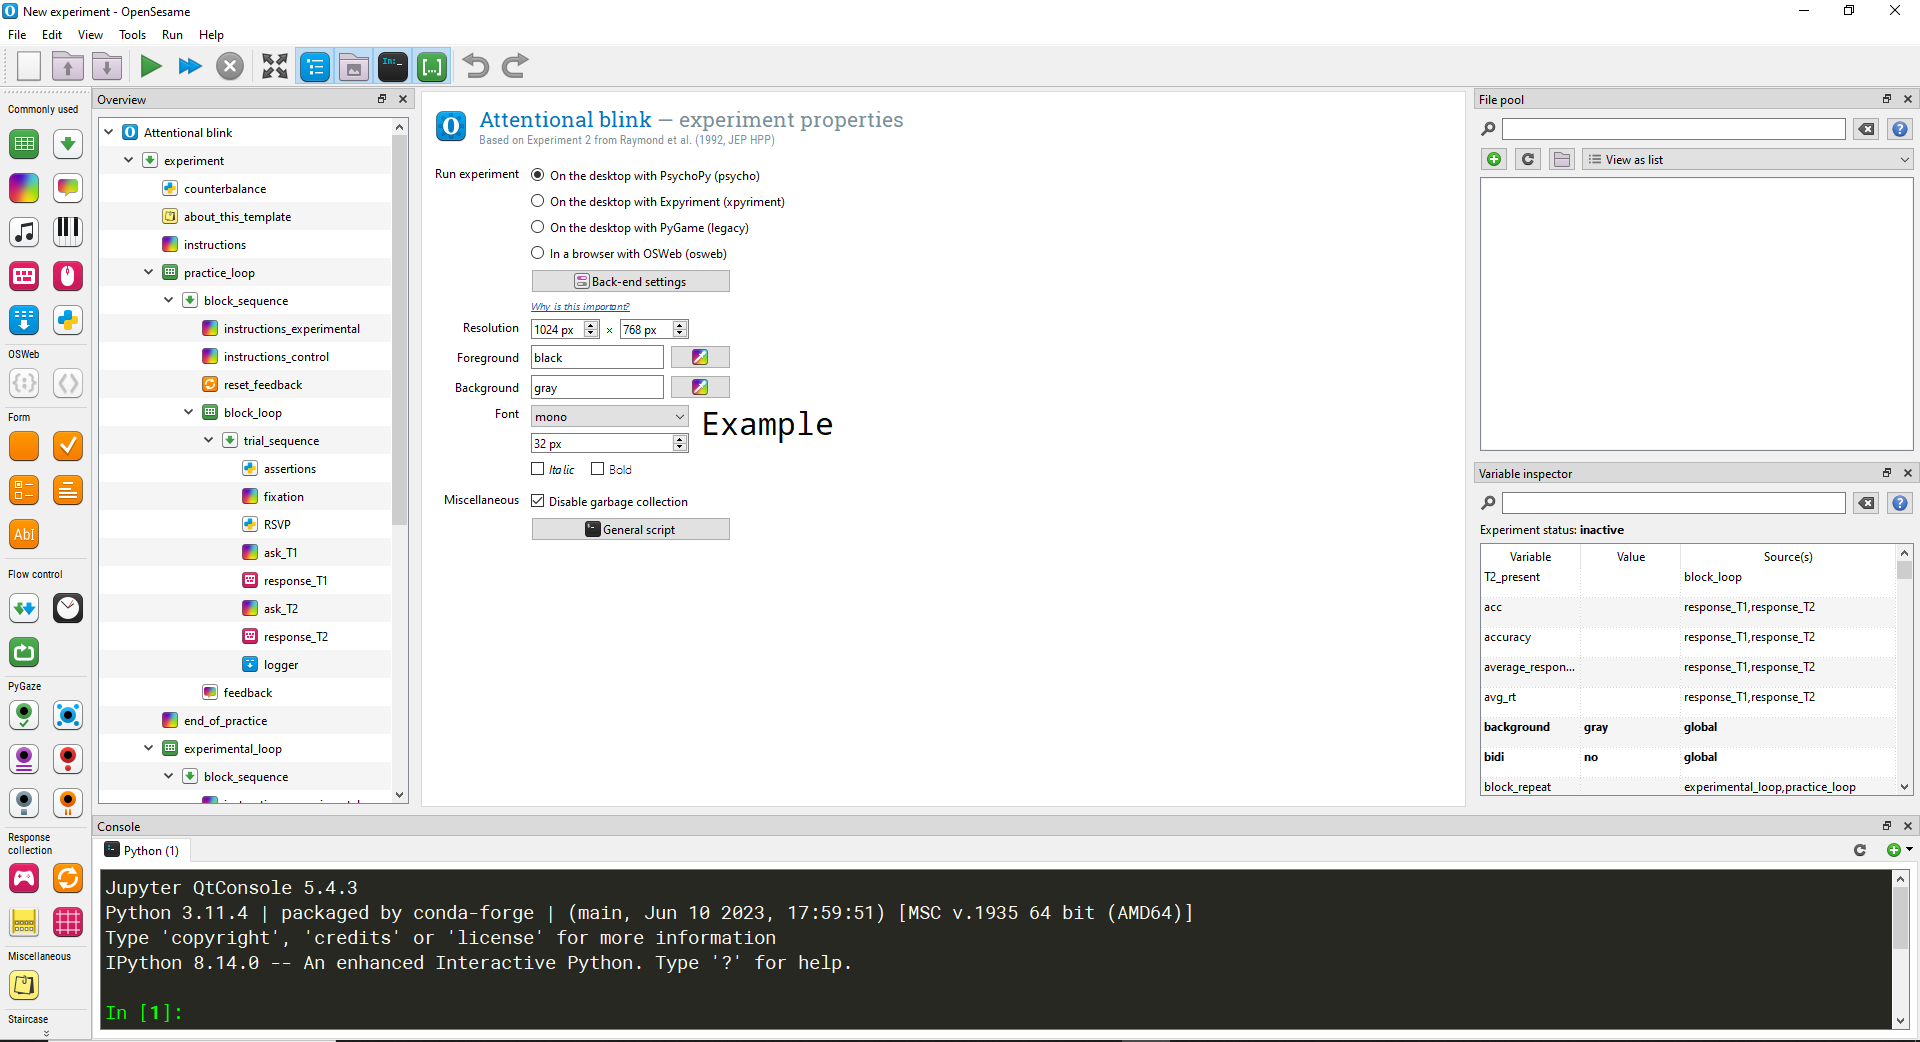 New experiment - OpenSesame
File Edit View Tools Run Help
Commonly used
OSWeb
Form
AbI
Flow control
PyGaze
Response
collection
Miscellaneous
Staircase
Overview
Attentional blink
experiment
counterbalance
about_this_template
instructions
practice_loop
block_sequence
instructions_experimental
instructions_control
reset_feedback
block_loop
trial_sequence
assertions
fixation
RSVP
ask_T1
response_T1
ask_T2
response_T2
logger
feedback
end_of_practice
experimental_loop
block_sequence
Attentional blink — experiment properties
Based on Experiment 2 from Raymond et al. (1992, JEP HPP)
Run experiment On the desktop with PsychoPy (psycho)
On the desktop with Expyriment (xpyriment)
On the desktop with PyGame (legacy)
In a browser with OSWeb (osweb)
Back-end settings
Why is this important?
Resolution 1024 px × 768 px
Foreground black
Background gray
Font mono Example
32 px
Italic Bold
Miscellaneous Disable garbage collection
General script
File pool
View as list
Variable inspector
Experiment status: inactive
Variable Value Source(s)
T2_present block_loop
acc response_T1,response_T2
accuracy response_T1,response_T2
average_respon... response_T1,response_T2
avg_rt response_T1,response_T2
background gray global
bidi no global
block_repeat experimental_loop,practice_loop
Console
Python (1)
Jupyter QtConsole 5.4.3
Python 3.11.4 | packaged by conda-forge | (main, Jun 10 2023, 17:59:51) [MSC v.1935 64 bit (AMD64)]
Type 'copyright', 'credits' or 'license' for more information
IPython 8.14.0 -- An enhanced Interactive Python. Type '?' for help.
In [1]: